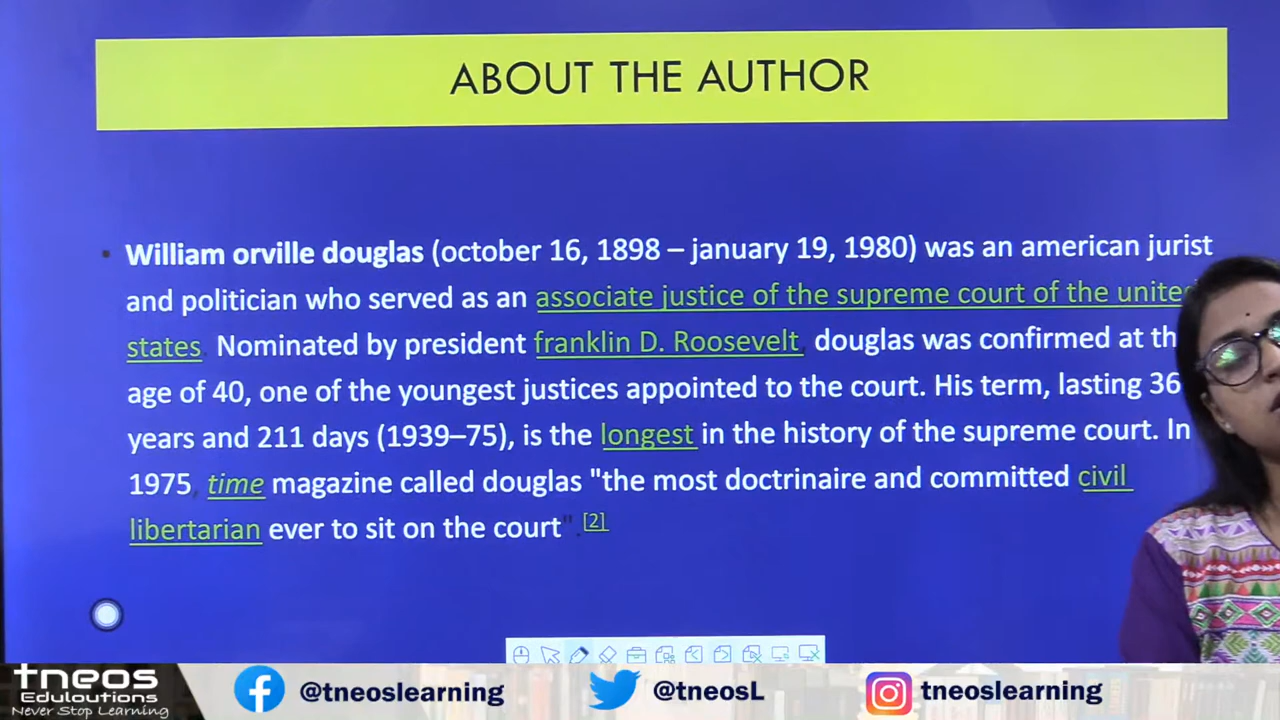 ABOUT THE AUTHOR
William orville douglas (october 16, 1898 – january 19, 1980) was an american jurist
and politician who served as an associate justice of the supreme court of the unite
states. Nominated by president franklin D. Roosevelt, douglas was confirmed at th
age of 40, one of the youngest justices appointed to the court. His term, lasting 36
years and 211 days (1939–75), is the longest in the history of the supreme court. In
1975, time magazine called douglas "the most doctrinaire and committed civil
libertarian ever to sit on the court".[2]
tneos
Eduloutions
Never Stop Learning
@tneoslearning
@tneosL
tneoslearning